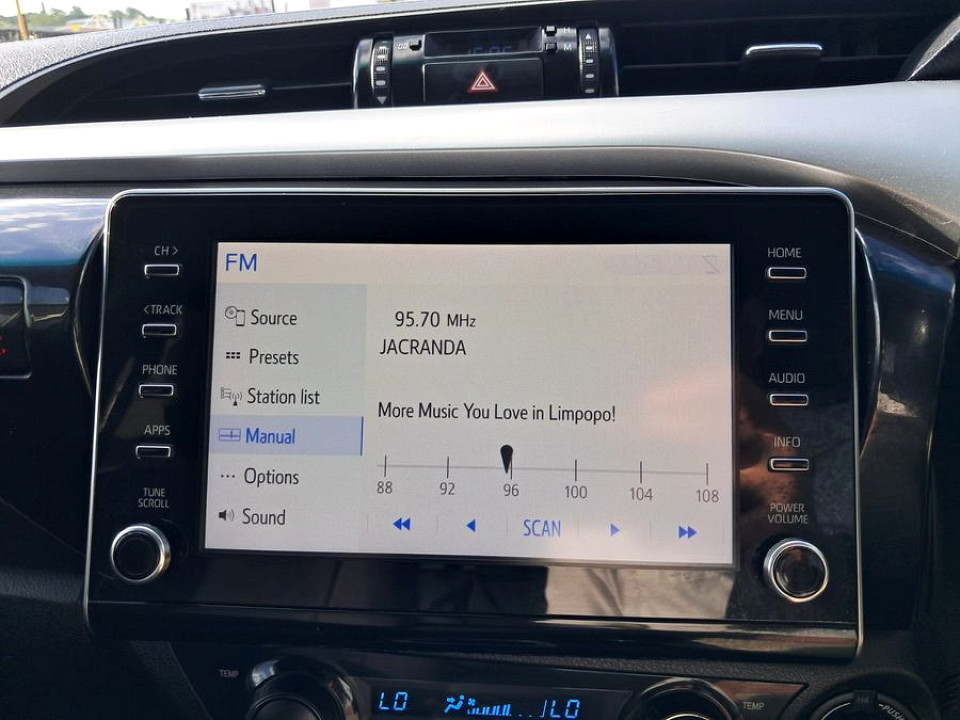 H
M
FM
CH >
<TRACK
PHONE
APPS
TUNE
SCROLL
Source
Presets
Station list
Manual
Options
Sound
95.70 MHz
JACRANDA
More Music You Love in Limpopo!
88 92 96 100 104 108
SCAN
HOME
MENU
AUDIO
INFO
POWER
VOLUME
TEMP
LO
LO
TEMP
H4
PUSH